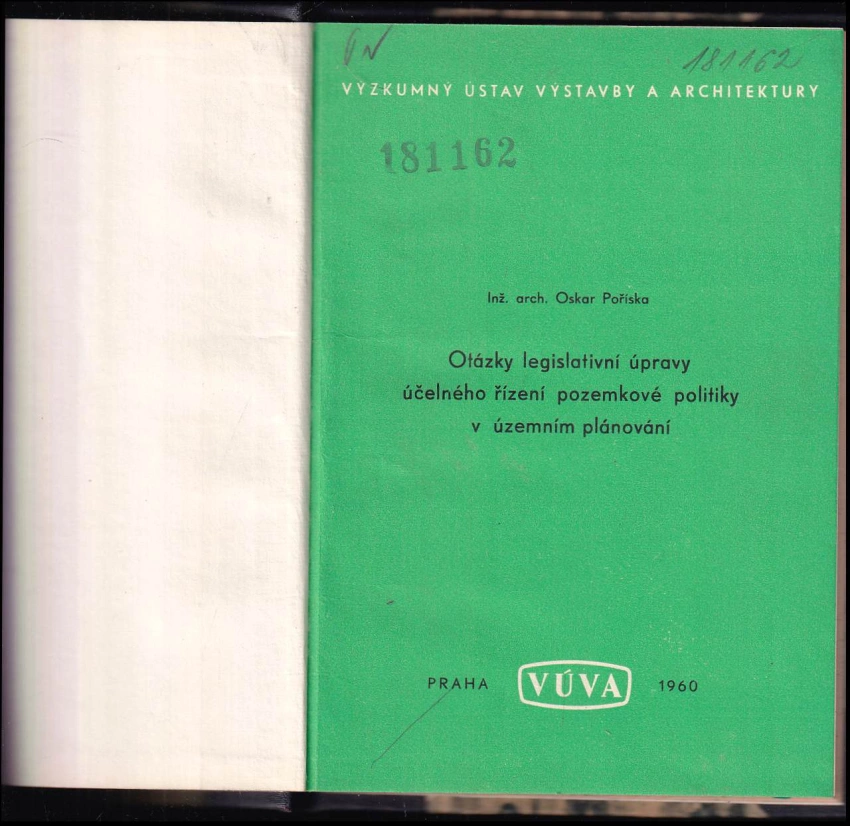 181162
VÝZKUMNÝ ÚSTAV VÝSTAVBY A ARCHITEKTURY
181162
Inž. arch. Oskar Poříska
Otázky legislativní úpravy
účelného řízení pozemkové politiky
v územním plánování
PRAHA VÚVA 1960